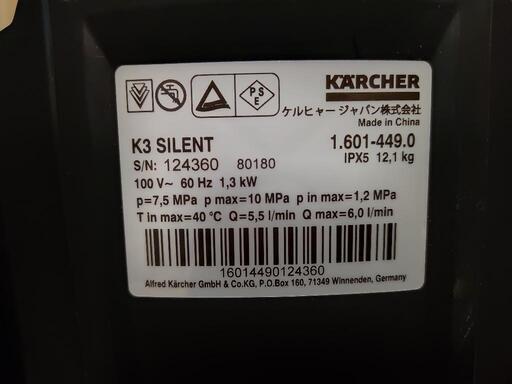 P S E
KÄRCHER
ケルヒャー ジャパン株式会社
Made in China
K3 SILENT
1.601-449.0
S/N: 124360 80180
IPX5 12,1 kg
100 V~ 60 Hz 1,3 kW
p=7,5 MPa p max=10 MPa p in max=1,2 MPa
T in max=40 °C Q=5,5 l/min Q max=6,0 l/min
16014490124360
Alfred Kärcher GmbH & Co.KG, P.O.Box 160, 71349 Winnenden, Germany